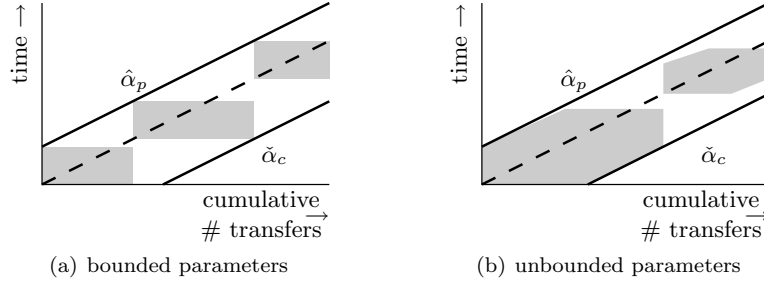 time →
α̂p
α̌c
cumulative
# transfers→
(a) bounded parameters
time →
α̂p
α̌c
cumulative
# transfers→
(b) unbounded parameters